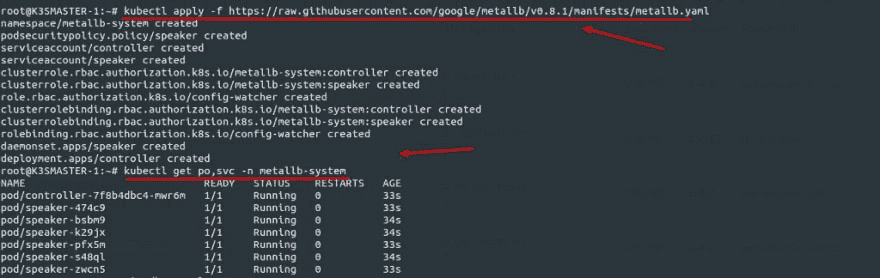 root@K3SMASTER-1:~# kubectl apply -f https://raw.githubusercontent.com/google/metallb/v0.8.1/manifests/metallb.yaml
namespace/metallb-system created
podsecuritypolicy.policy/speaker created
serviceaccount/controller created
serviceaccount/speaker created
clusterrole.rbac.authorization.k8s.io/metallb-system:controller created
clusterrole.rbac.authorization.k8s.io/metallb-system:speaker created
role.rbac.authorization.k8s.io/config-watcher created
clusterrolebinding.rbac.authorization.k8s.io/metallb-system:controller created
clusterrolebinding.rbac.authorization.k8s.io/metallb-system:speaker created
rolebinding.rbac.authorization.k8s.io/config-watcher created
daemonset.apps/speaker created
deployment.apps/controller created
root@K3SMASTER-1:~# kubectl get po,svc -n metallb-system
NAME READY STATUS RESTARTS AGE
pod/controller-7f8b4dbc4-mwr6m 1/1 Running 0 33s
pod/speaker-474c9 1/1 Running 0 33s
pod/speaker-bsbm9 1/1 Running 0 34s
pod/speaker-k29jx 1/1 Running 0 34s
pod/speaker-pfx5m 1/1 Running 0 33s
pod/speaker-s48ql 1/1 Running 0 34s
pod/speaker-zwcn5 1/1 Running 0 33s